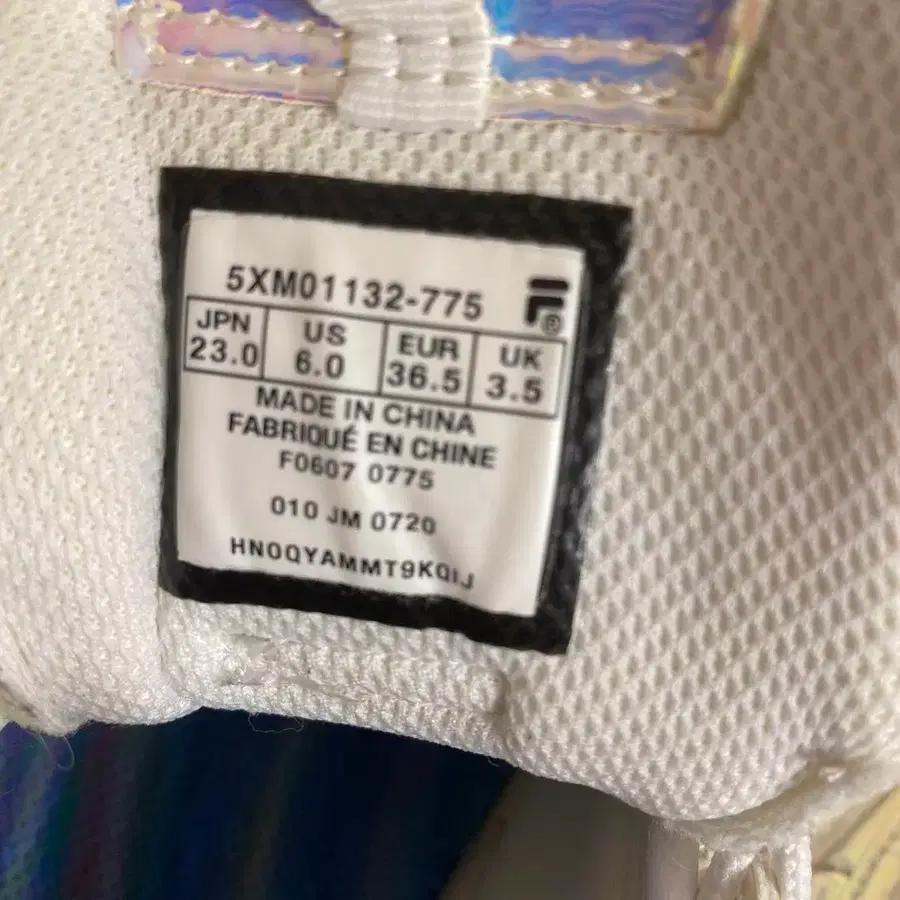 5XM01132-775
JPN US EUR UK
23.0 6.0 36.5 3.5
MADE IN CHINA
FABRIQUÉ EN CHINE
F0607 0775
010 JM 0720
HNOQYAMMT9KQIJ